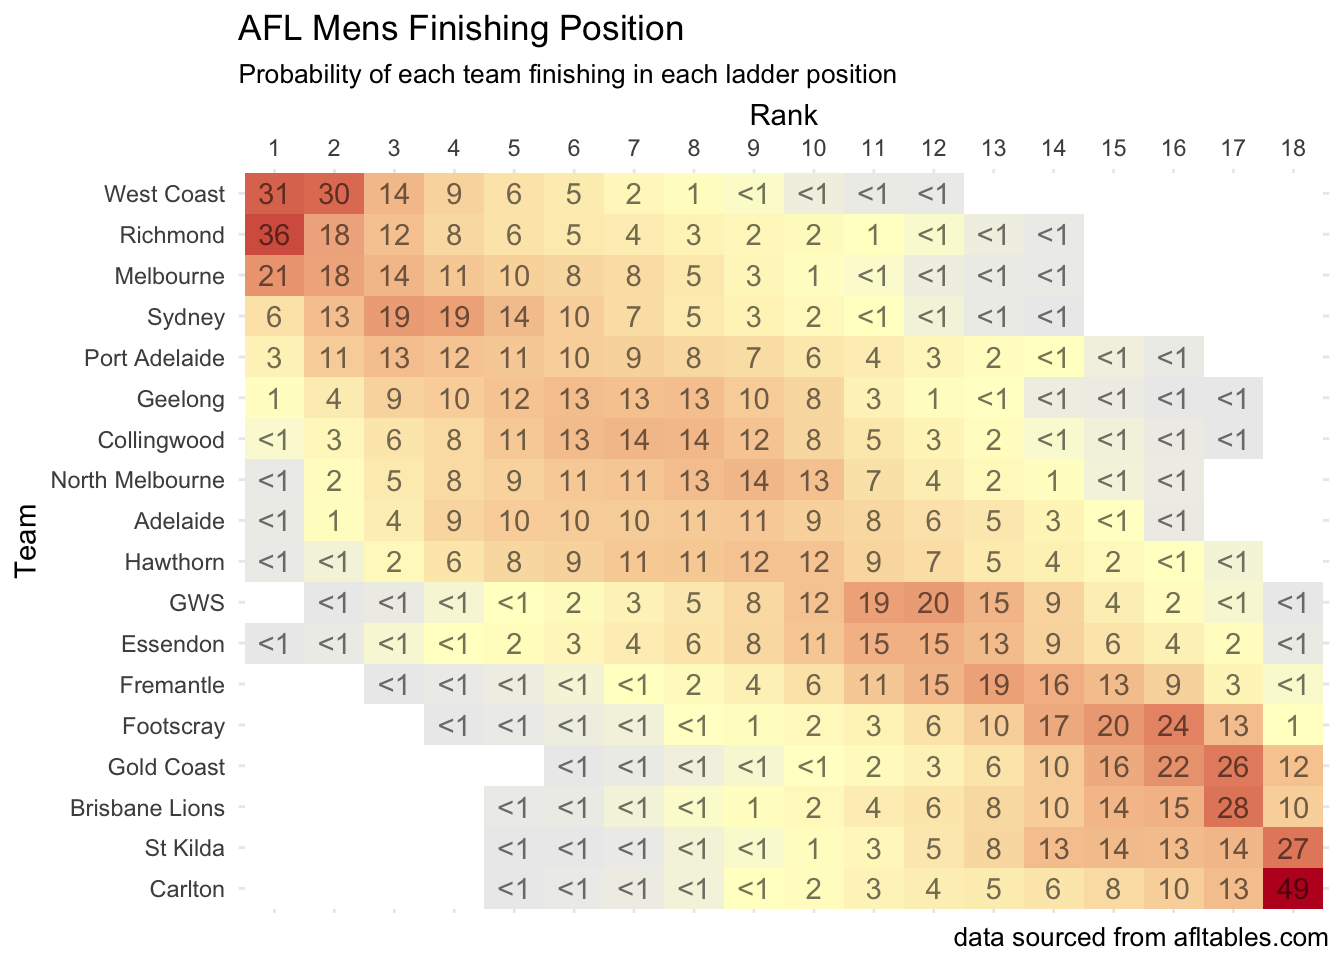 AFL Mens Finishing Position
Probability of each team finishing in each ladder position
Rank
1 2 3 4 5 6 7 8 9 10 11 12 13 14 15 16 17 18
Team
West Coast 31 30 14 9 6 5 2 1 <1 <1 <1 <1
Richmond 36 18 12 8 6 5 4 3 2 2 1 <1 <1 <1
Melbourne 21 18 14 11 10 8 8 5 3 1 <1 <1 <1 <1
Sydney 6 13 19 19 14 10 7 5 3 2 <1 <1 <1 <1
Port Adelaide 3 11 13 12 11 10 9 8 7 6 4 3 2 <1 <1 <1
Geelong 1 4 9 10 12 13 13 13 10 8 3 1 <1 <1 <1 <1 <1
Collingwood <1 3 6 8 11 13 14 14 12 8 5 3 2 <1 <1 <1 <1
North Melbourne <1 2 5 8 9 11 11 13 14 13 7 4 2 1 <1 <1
Adelaide <1 1 4 9 10 10 10 11 11 9 8 6 5 3 <1 <1
Hawthorn <1 <1 2 6 8 9 11 11 12 12 9 7 5 4 2 <1 <1
GWS <1 <1 <1 <1 2 3 5 8 12 19 20 15 9 4 2 <1 <1
Essendon <1 <1 <1 <1 2 3 4 6 8 11 15 15 13 9 6 4 2 <1
Fremantle <1 <1 <1 <1 <1 2 4 6 11 15 19 16 13 9 3 <1
Footscray <1 <1 <1 <1 <1 1 2 3 6 10 17 20 24 13 1
Gold Coast <1 <1 <1 <1 <1 2 3 6 10 16 22 26 12
Brisbane Lions <1 <1 <1 <1 1 2 4 6 8 10 14 15 28 10
St Kilda <1 <1 <1 <1 <1 1 3 5 8 13 14 13 14 27
Carlton <1 <1 <1 <1 <1 2 3 4 5 6 8 10 13 49
data sourced from afltables.com